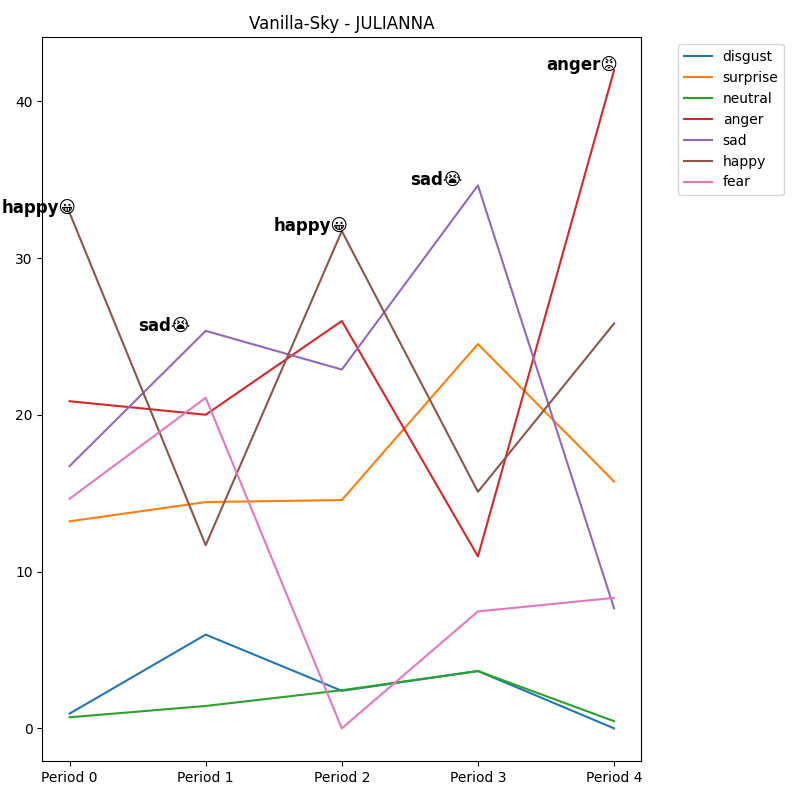 Vanilla-Sky - JULIANNA
anger😡
disgust
surprise
neutral
anger
sad
happy
fear
40
sad😭
happy😀
happy😀
30
sad😭
20
10
0
Period 0
Period 1
Period 2
Period 3
Period 4